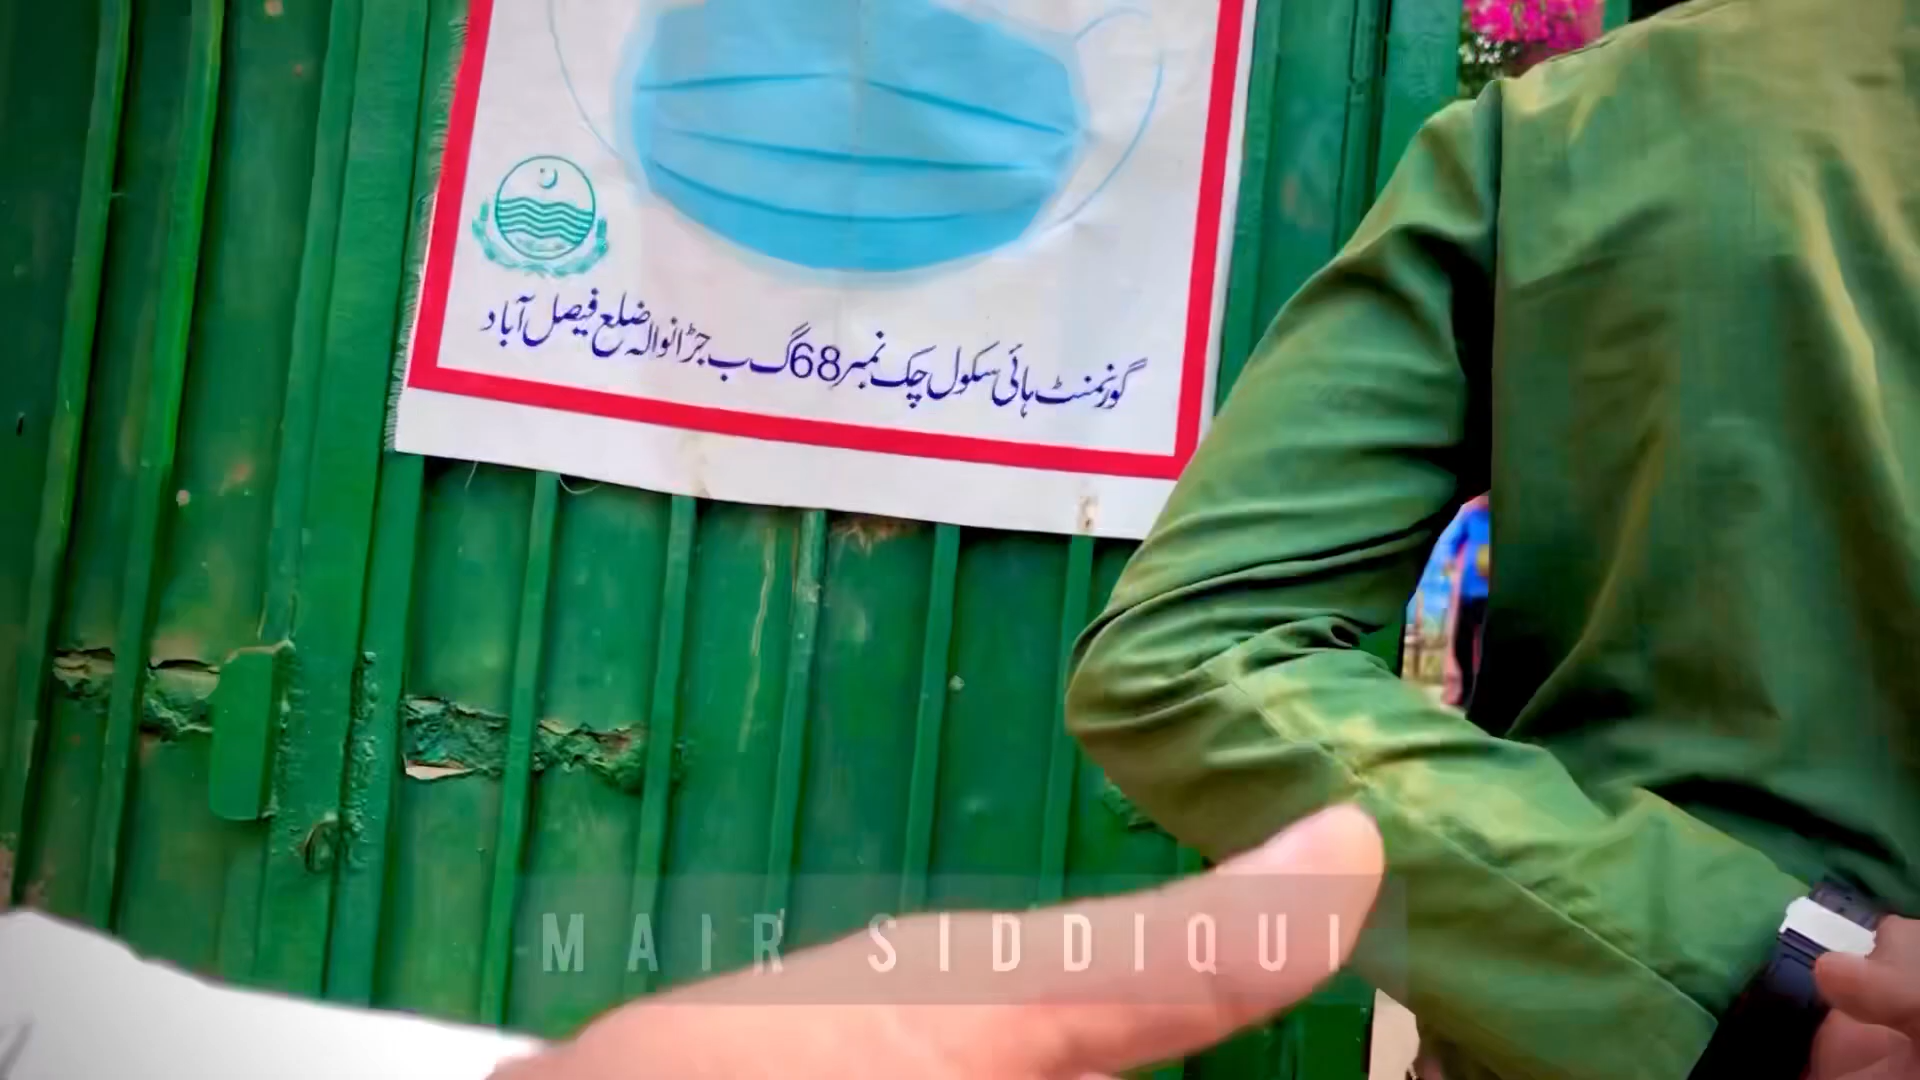 گورنمنٹ ہائی سکول چک نمبر 68 گ ب جڑانوالہ ضلع فیصل آباد
MAIR SIDDIQUI